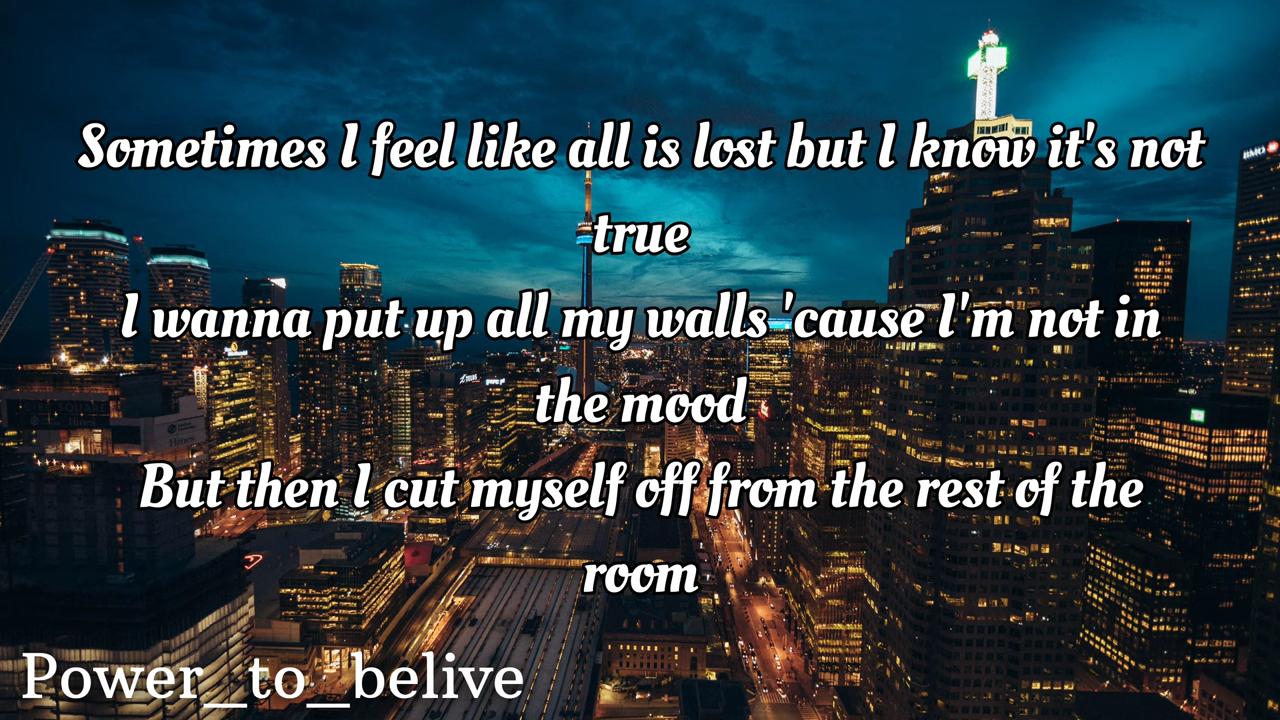 Sometimes I feel like all is lost but I know it's not
true
I wanna put up all my walls 'cause I'm not in
the mood
But then I cut myself off from the rest of the
room
Power_to_belive
BMO